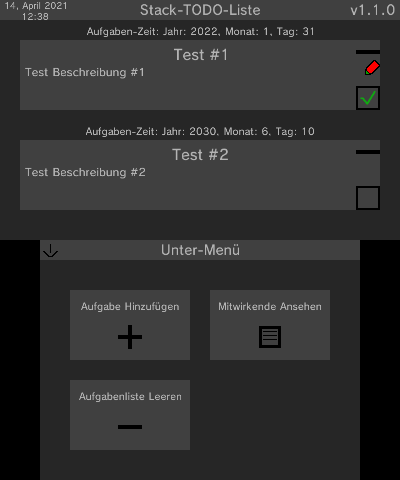 14, April 2021
12:38
Stack-TODO-Liste
v1.1.0
Aufgaben-Zeit: Jahr: 2022, Monat: 1, Tag: 31
Test #1
Test Beschreibung #1
Aufgaben-Zeit: Jahr: 2030, Monat: 6, Tag: 10
Test #2
Test Beschreibung #2
Unter-Menü
Aufgabe Hinzufügen
Mitwirkende Ansehen
Aufgabenliste Leeren